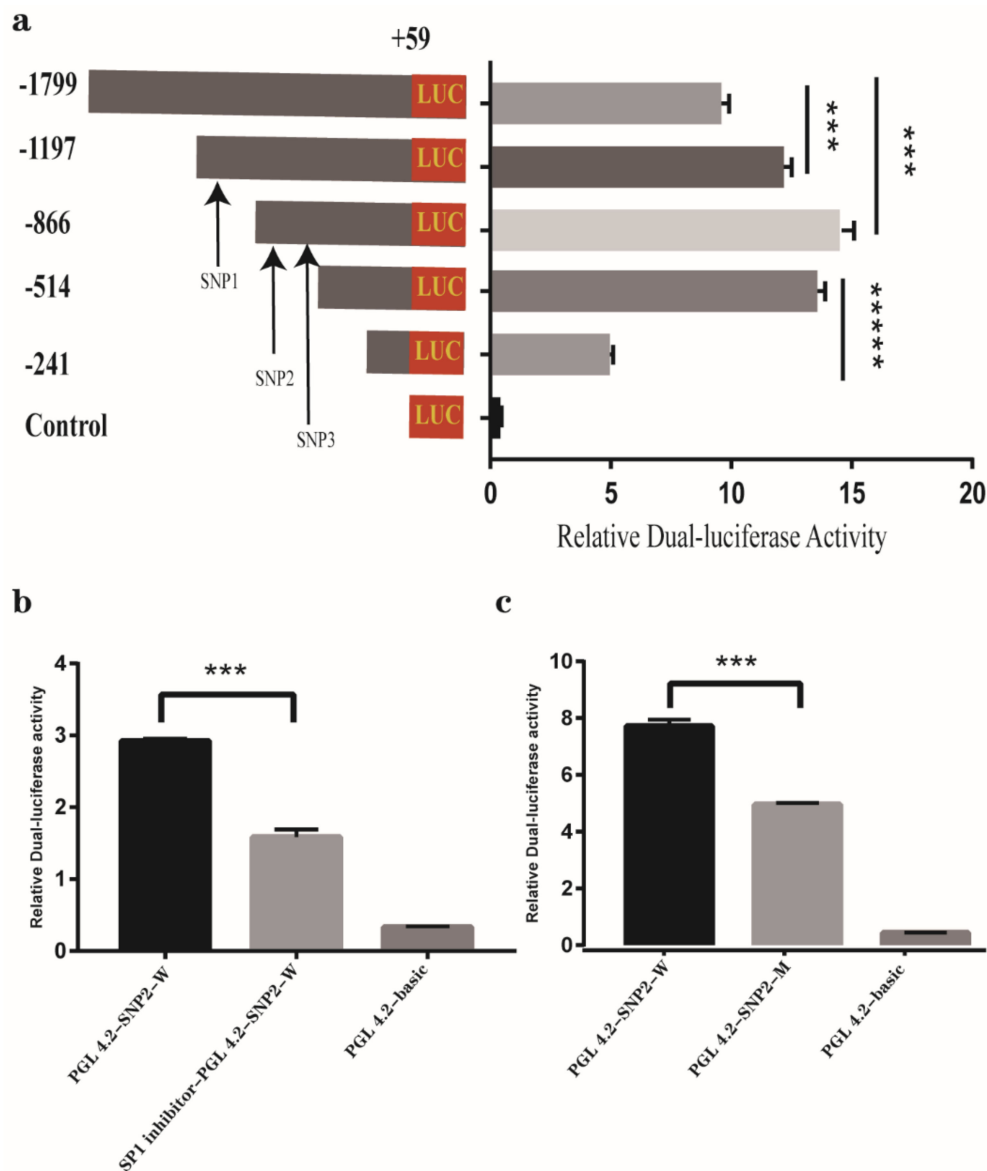 a
+59
-1799
LUC
-1197
LUC
-866
LUC
SNP1
-514
LUC
-241
LUC
SNP2
Control
SNP3
LUC
***
***
****
0 5 10 15 20
Relative Dual-luciferase Activity
b
Relative Dual-luciferase activity
4
3
2
1
0
***
PGL 4.2-SNP2-W
SP1 inhibitor-PGL 4.2-SNP2-W
PGL 4.2-basic
c
Relative Dual-luciferase activity
10
8
6
4
2
0
***
PGL 4.2-SNP2-W
PGL 4.2-SNP2-M
PGL 4.2-basic